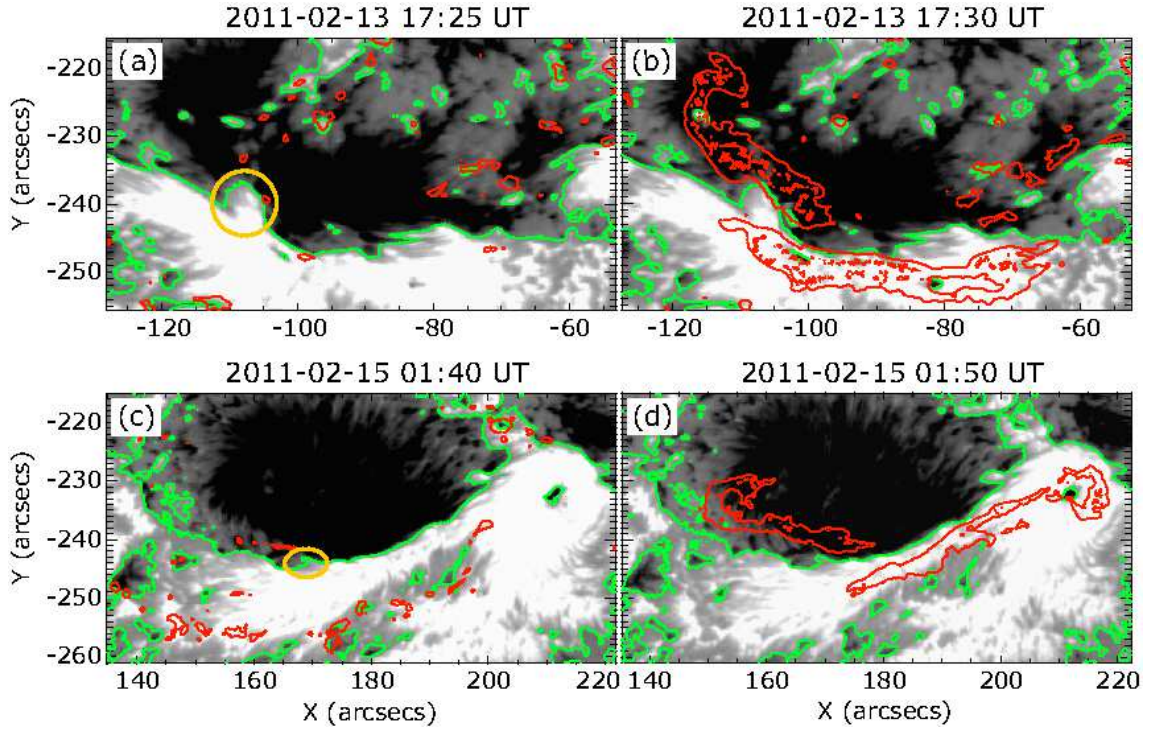 2011-02-13 17:25 UT
2011-02-13 17:30 UT
(a)
(b)
-220
-230
-240
-250
Y (arcsecs)
-120 -100 -80 -60
-120 -100 -80 -60
2011-02-15 01:40 UT
2011-02-15 01:50 UT
(c)
(d)
-220
-230
-240
-250
-260
Y (arcsecs)
140 160 180 200 220
140 160 180 200 220
X (arcsecs)
X (arcsecs)